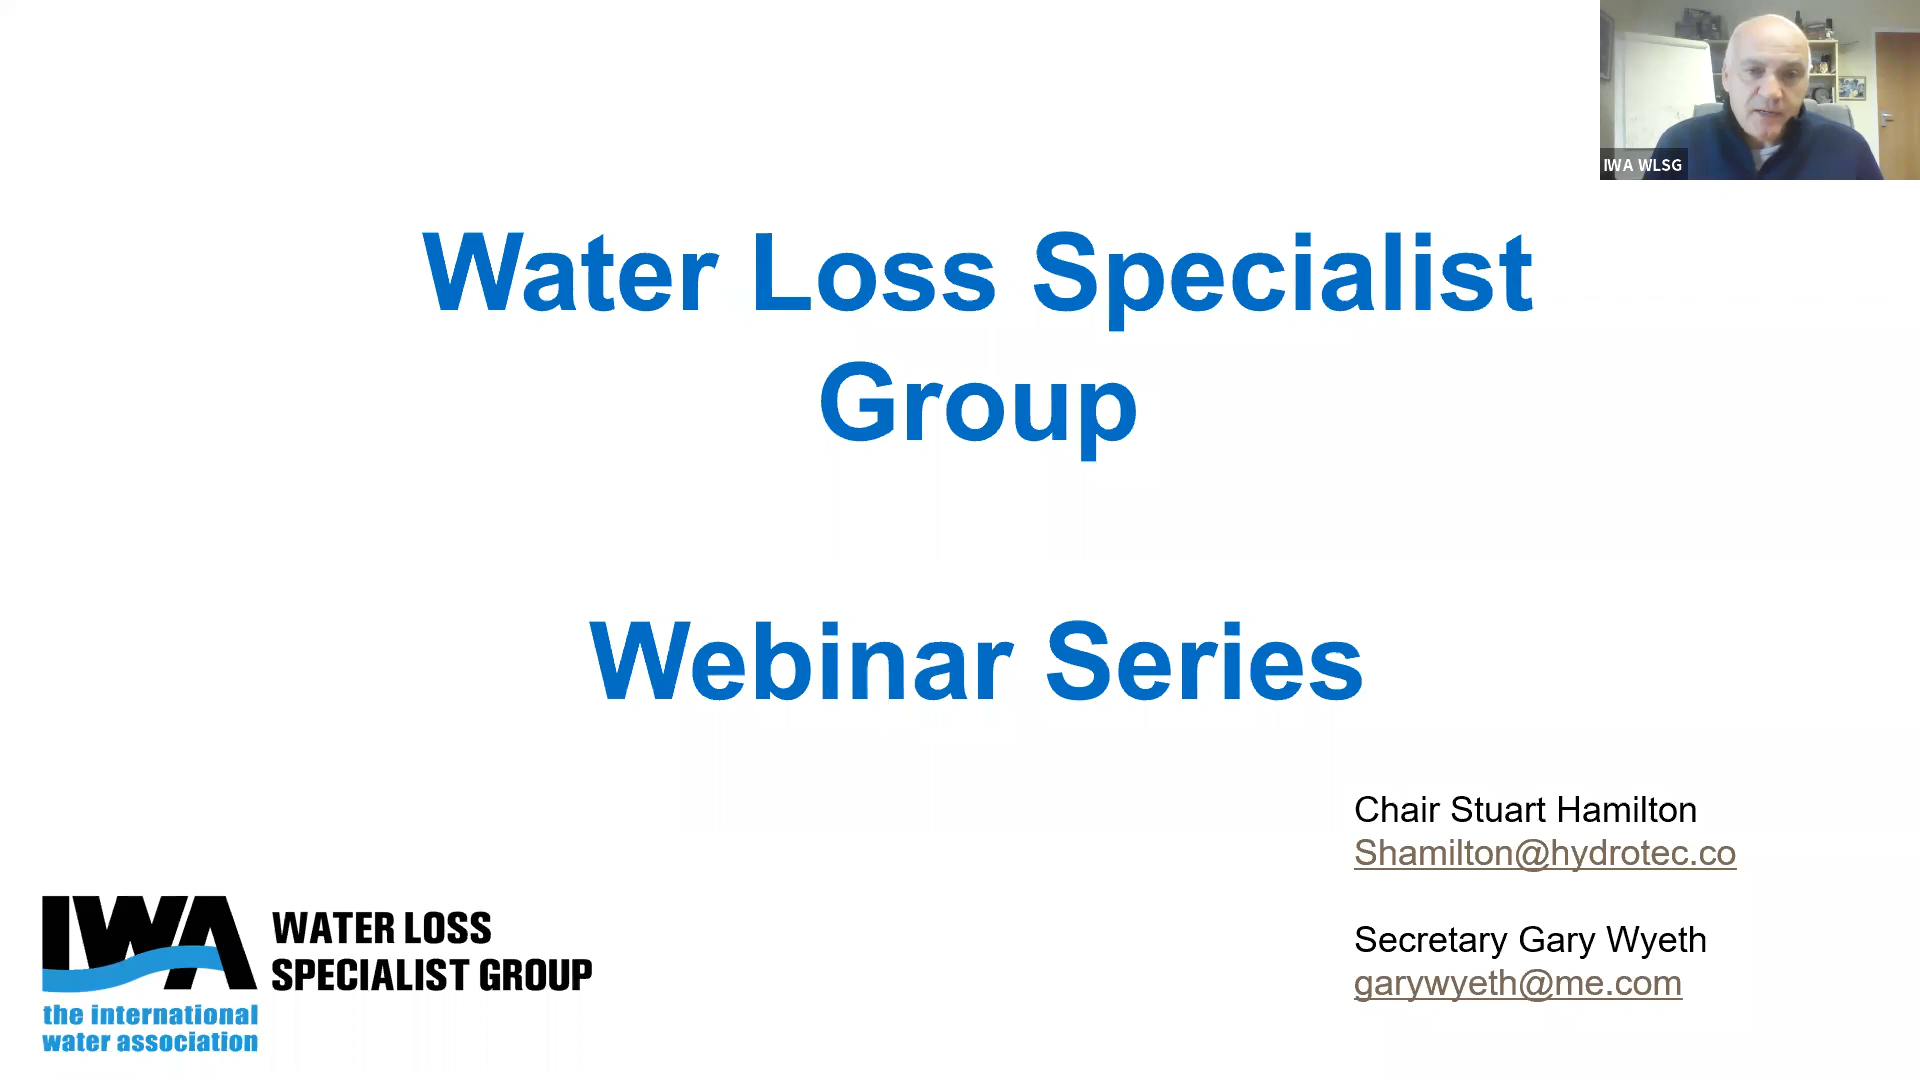 IWA WLSG
Water Loss Specialist
Group
Webinar Series
Chair Stuart Hamilton
Shamilton@hydrotec.co
Secretary Gary Wyeth
garywyeth@me.com
IWA
the international
water association
WATER LOSS
SPECIALIST GROUP